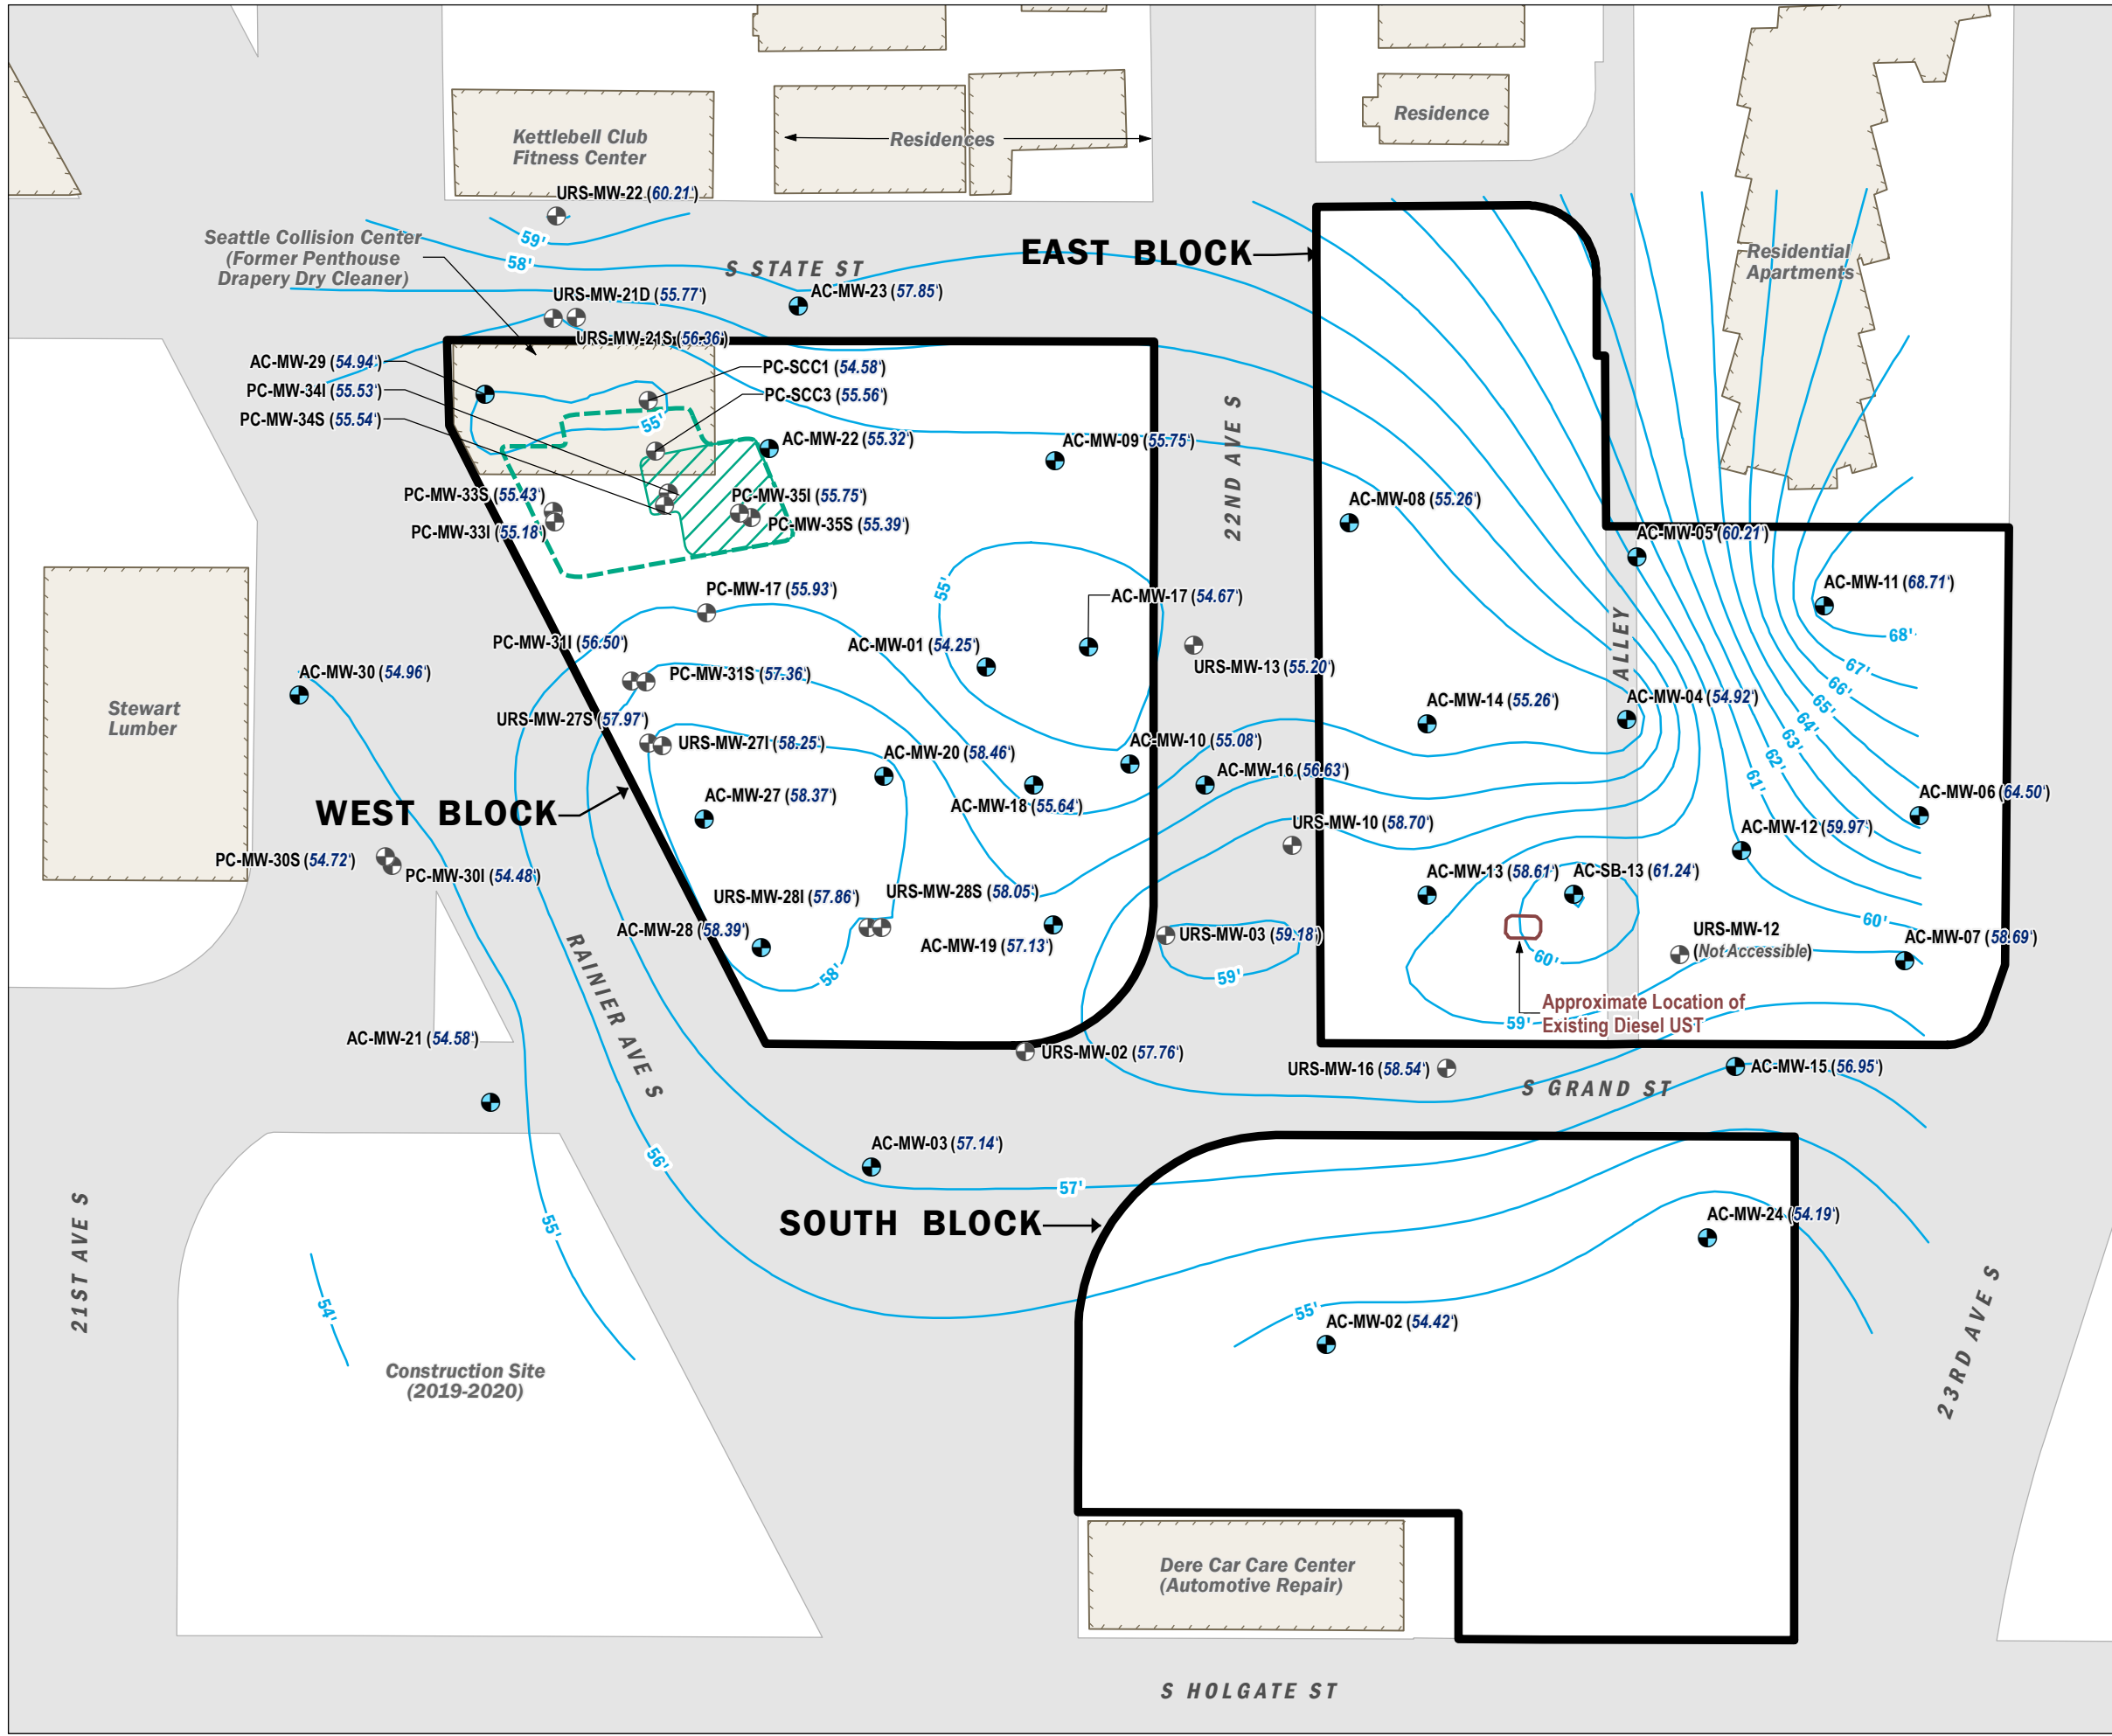 Kettlebell Club
Fitness Center
Residences
Residence
URS-MW-22 (60.21')
59'
58'
Seattle Collision Center
(Former Penthouse
Drapery Dry Cleaner)
S STATE ST
EAST BLOCK
Residential
Apartments
URS-MW-21D (55.77')
AC-MW-23 (57.85')
URS-MW-21S (56.36')
AC-MW-29 (54.94')
PC-MW-34I (55.53')
PC-MW-34S (55.54')
PC-SCC1 (54.58')
PC-SCC3 (55.56')
55'
AC-MW-22 (55.32')
AC-MW-09 (55.75')
22ND AVE S
PC-MW-33S (55.43')
PC-MW-33I (55.18')
PC-MW-35I (55.75')
PC-MW-35S (55.39')
AC-MW-08 (55.26')
AC-MW-05 (60.21')
AC-MW-11 (68.71')
68'
67'
66'
65'
64'
63'
62'
61'
ALLEY
PC-MW-17 (55.93')
55'
AC-MW-17 (54.67')
AC-MW-01 (54.25')
URS-MW-13 (55.20')
PC-MW-31I (56.50')
PC-MW-31S (57.36')
AC-MW-30 (54.96')
Stewart
Lumber
URS-MW-27S (57.97')
URS-MW-27I (58.25')
AC-MW-14 (55.26')
AC-MW-04 (54.92')
AC-MW-20 (58.46')
AC-MW-10 (55.08')
AC-MW-16 (56.63')
AC-MW-27 (58.37')
AC-MW-18 (55.64')
WEST BLOCK
URS-MW-10 (58.70')
AC-MW-06 (64.50')
AC-MW-12 (59.97')
PC-MW-30S (54.72')
PC-MW-30I (54.48')
URS-MW-28I (57.86')
URS-MW-28S (58.05')
AC-MW-13 (58.61')
AC-SB-13 (61.24')
60'
AC-MW-28 (58.39')
AC-MW-19 (57.13')
URS-MW-03 (59.18')
URS-MW-12
(Not Accessible)
AC-MW-07 (58.69')
60'
58'
59'
Approximate Location of
Existing Diesel UST
59'
RAINIER AVE S
AC-MW-21 (54.58')
URS-MW-02 (57.76')
URS-MW-16 (58.54')
AC-MW-15 (56.95')
S GRAND ST
AC-MW-03 (57.14')
56'
57'
SOUTH BLOCK
55'
AC-MW-24 (54.19')
21ST AVE S
54'
55'
AC-MW-02 (54.42')
23RD AVE S
Construction Site
(2019-2020)
Dere Car Care Center
(Automotive Repair)
S HOLGATE ST